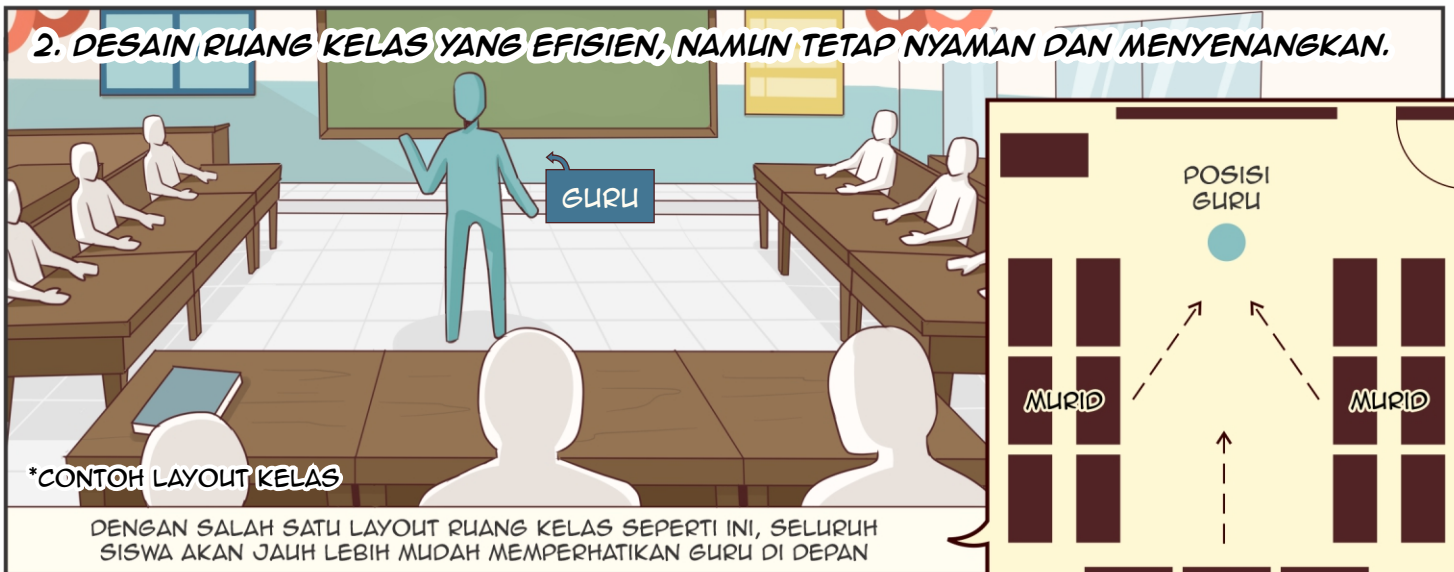 2. DESAIN RUANG KELAS YANG EFISIEN, NAMUN TETAP NYAMAN DAN MENYENANGKAN.
GURU
*CONTOH LAYOUT KELAS
DENGAN SALAH SATU LAYOUT RUANG KELAS SEPERTI INI, SELURUH
SISWA AKAN JAUH LEBIH MUDAH MEMPERHATIKAN GURU DI DEPAN
POSISI
GURU
MURID
MURID